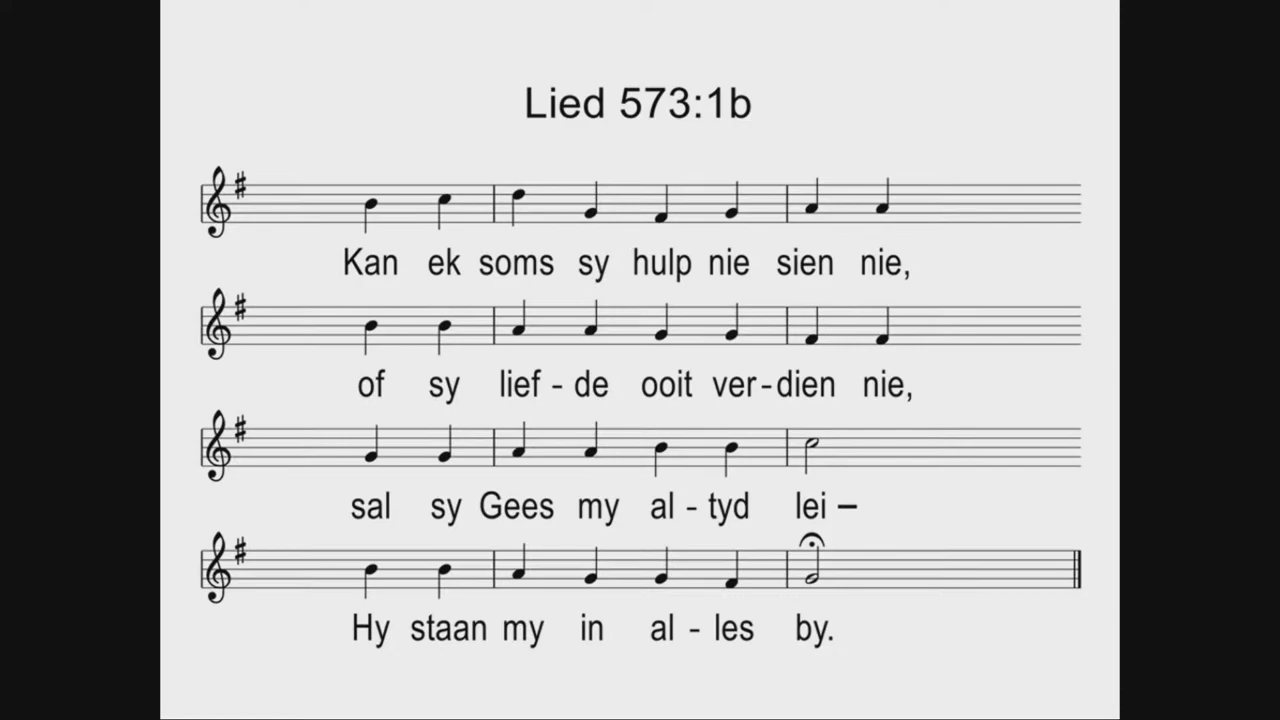 Lied 573:1b
Kan ek soms sy hulp nie sien nie,
of sy lief - de ooit ver - dien nie,
sal sy Gees my al - tyd lei –
Hy staan my in al - les by.